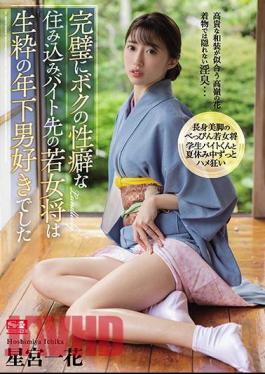 完璧にボクの性癖な
住み込みバイト先の若女将は
生粋の年下男好きでした
高貴な和装が似合う高嶺の花
着物では隠れない淫臭…
長身美脚の
べっぴん若女将
学生バイトくんと
夏休み中ずっと
ハメ狂い
Hoshimiya Ichika
星宮一花